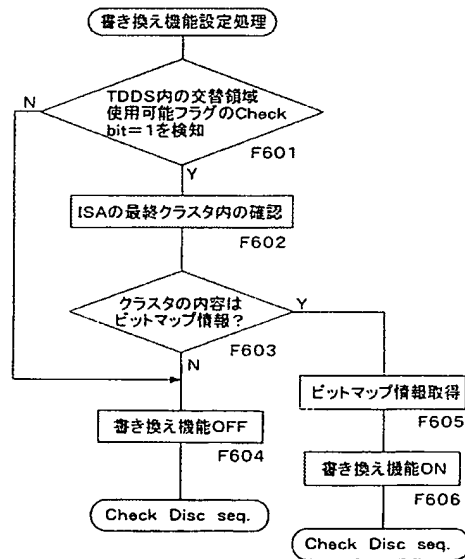 書き換え機能設定処理
N
TDDS内の交替領域
使用可能フラグのCheck
bit=1を検知
F601
Y
ISAの最終クラスタ内の確認
F602
クラスタの内容は
ビットマップ情報?
Y
F603
N
ビットマップ情報取得
F605
書き換え機能OFF
F604
書き換え機能ON
F606
Check Disc seq.
Check Disc seq.